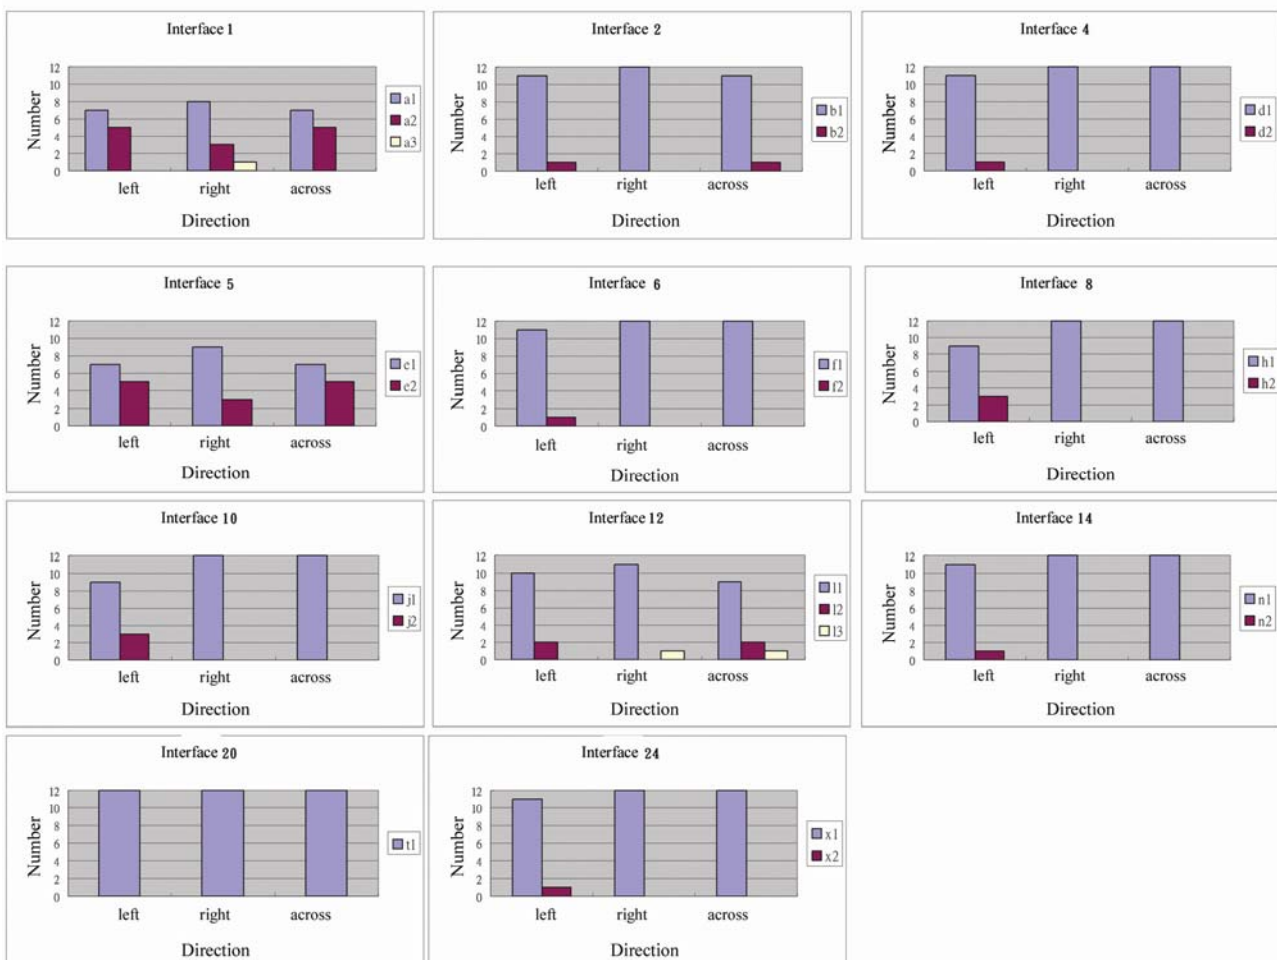 Interface 1
Number
12
10
8
6
4
2
0
left right across
Direction
a1
a2
a3
Interface 2
Number
12
10
8
6
4
2
0
left right across
Direction
b1
b2
Interface 4
Number
12
10
8
6
4
2
0
left right across
Direction
d1
d2
Interface 5
Number
12
10
8
6
4
2
0
left right across
Direction
e1
e2
Interface 6
Number
12
10
8
6
4
2
0
left right across
Direction
f1
f2
Interface 8
Number
12
10
8
6
4
2
0
left right across
Direction
h1
h2
Interface 10
Number
12
10
8
6
4
2
0
left right across
Direction
j1
j2
Interface 12
Number
12
10
8
6
4
2
0
left right across
Direction
l1
l2
l3
Interface 14
Number
12
10
8
6
4
2
0
left right across
Direction
n1
n2
Interface 20
Number
12
10
8
6
4
2
0
left right across
Direction
t1
Interface 24
Number
12
10
8
6
4
2
0
left right across
Direction
x1
x2